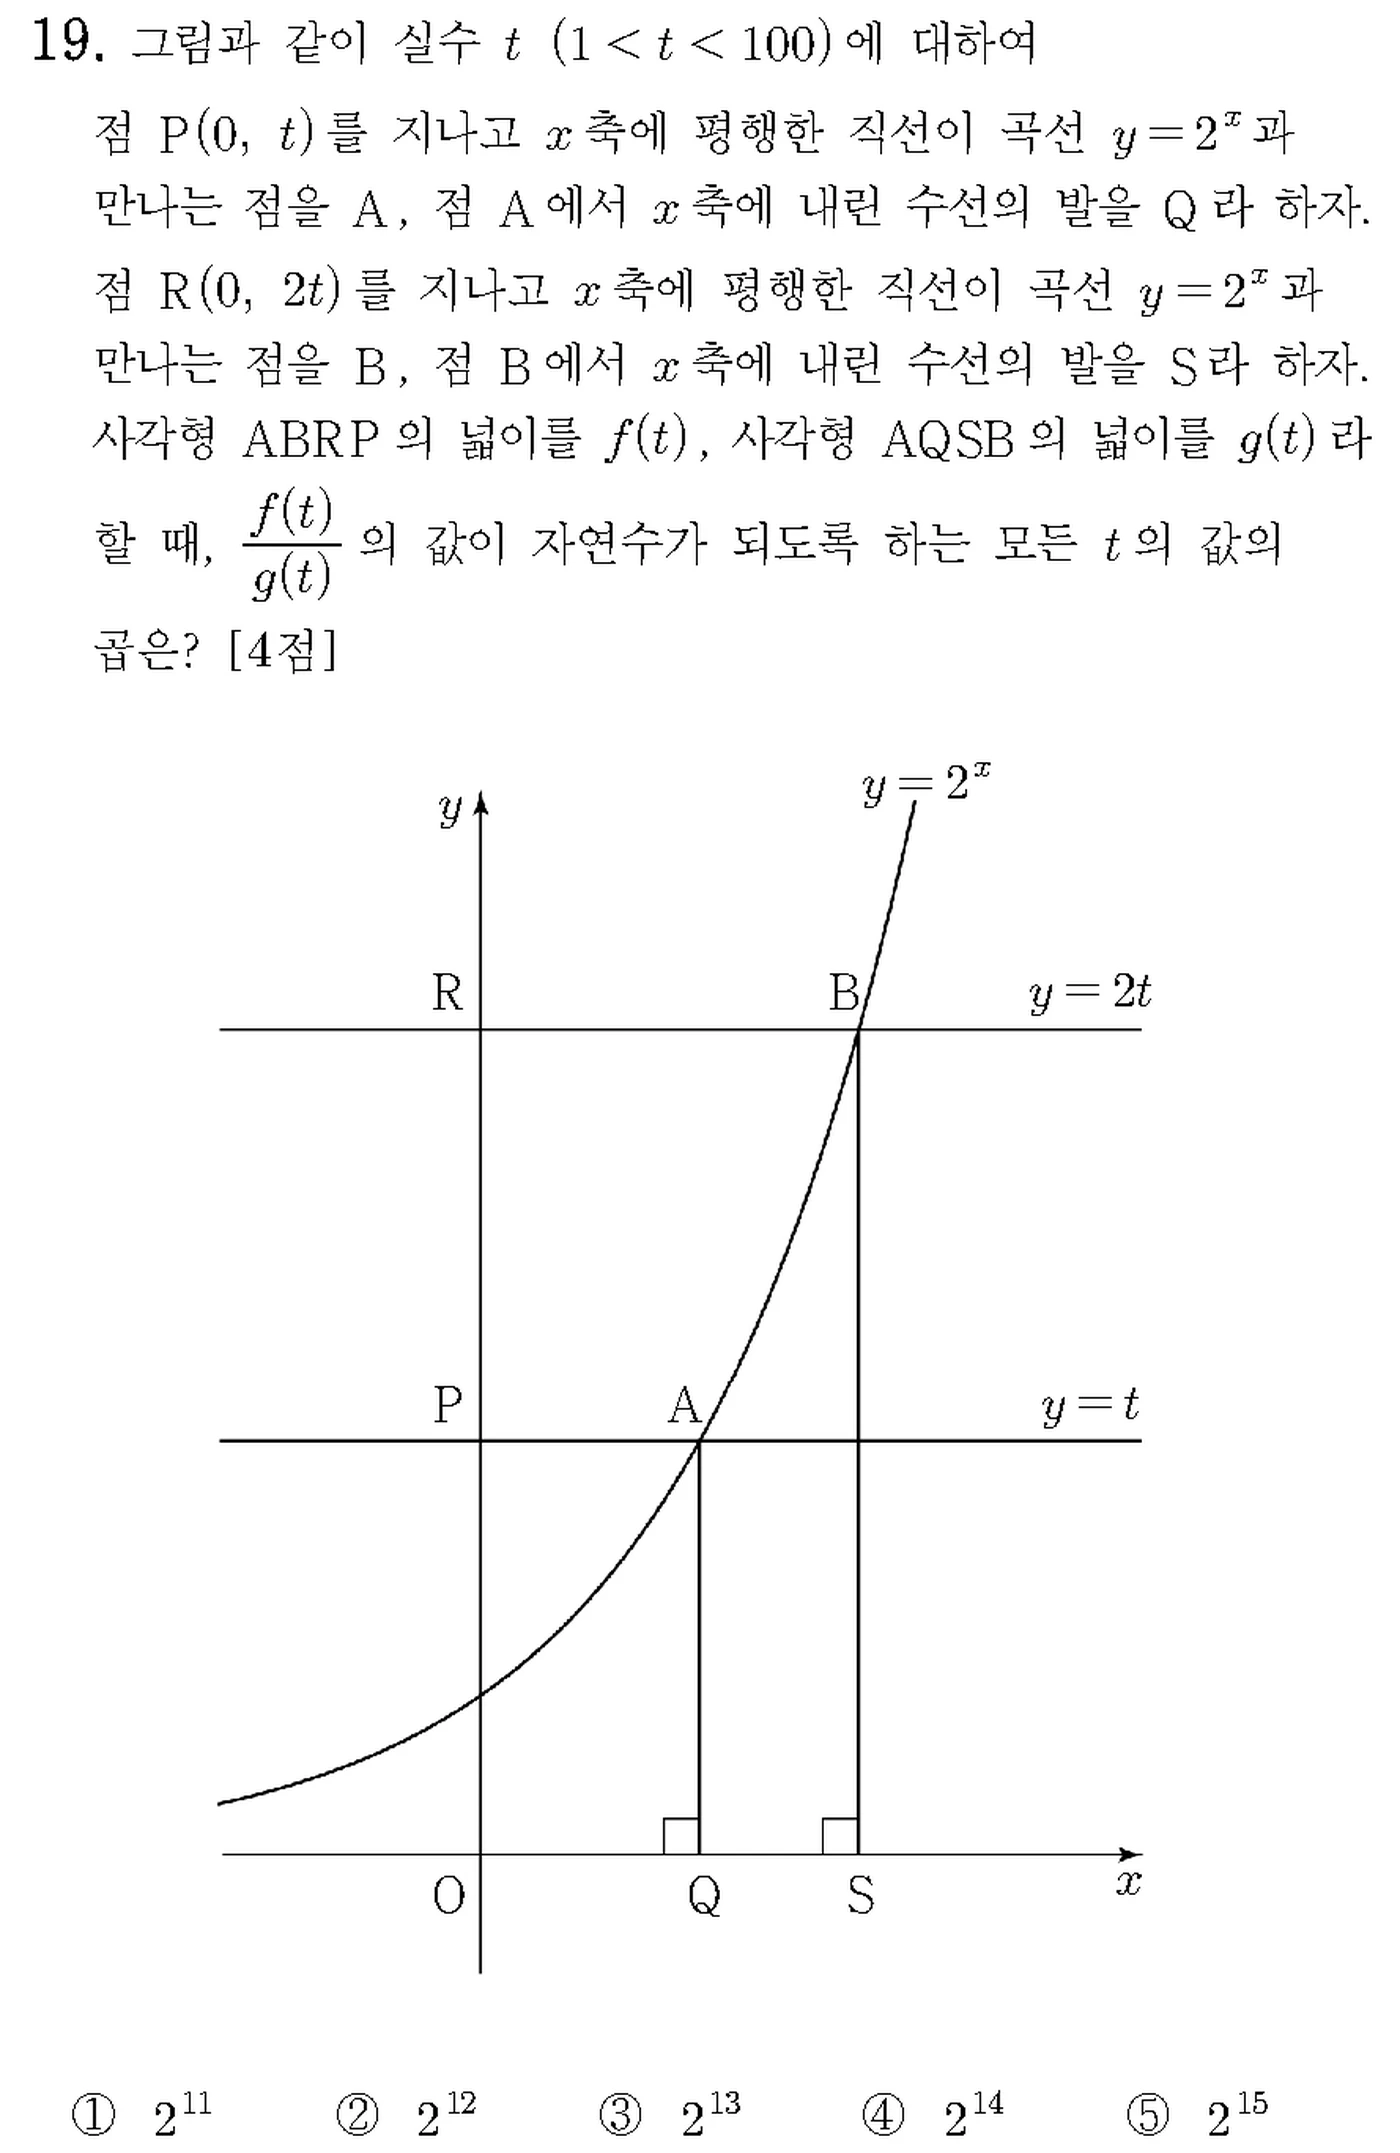 19. 그림과 같이 실수 t (1 < t < 100)에 대하여
점 P(0, t)를 지나고 x축에 평행한 직선이 곡선 y = 2^x과
만나는 점을 A, 점 A에서 x축에 내린 수선의 발을 Q라 하자.
점 R(0, 2t)를 지나고 x축에 평행한 직선이 곡선 y = 2^x과
만나는 점을 B, 점 B에서 x축에 내린 수선의 발을 S라 하자.
사각형 ABRP의 넓이를 f(t), 사각형 AQSB의 넓이를 g(t)라
할 때, f(t)/g(t)의 값이 자연수가 되도록 하는 모든 t의 값의
곱은? [4점]
y = 2^x
y
R B y = 2t
P A y = t
O Q S x
① 2^11 ② 2^12 ③ 2^13 ④ 2^14 ⑤ 2^15